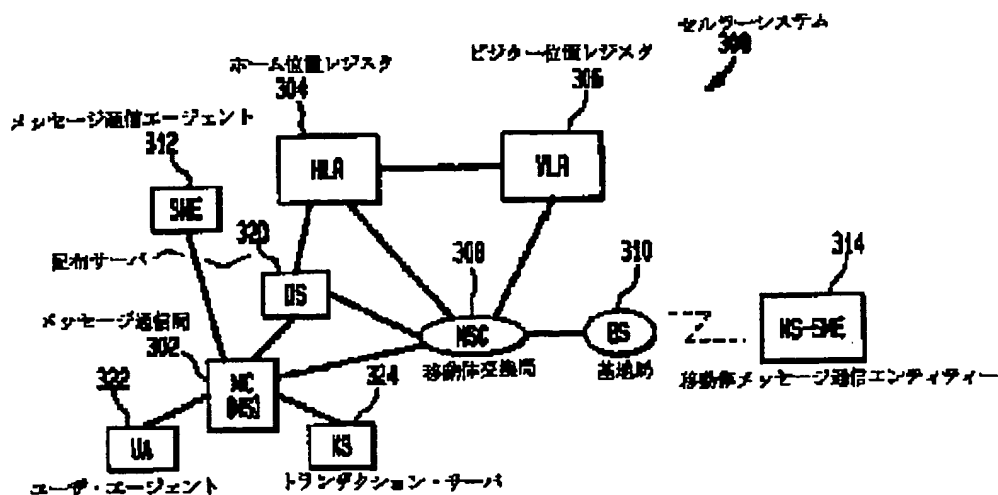 セルラーシステム
300
ホーム位置レジスタ
304
ビジター位置レジスタ
306
メッセージ通信エージェント
312
HLR
VLR
SME
320
配布サーバ
308
310
314
DS
メッセージ通信局
302
MSC
BS
MS-SME
移動体交換局
基地局
移動体メッセージ通信エンティティー
322
MC
324
UA
ユーザ・エージェント
トランザクション・サーバ